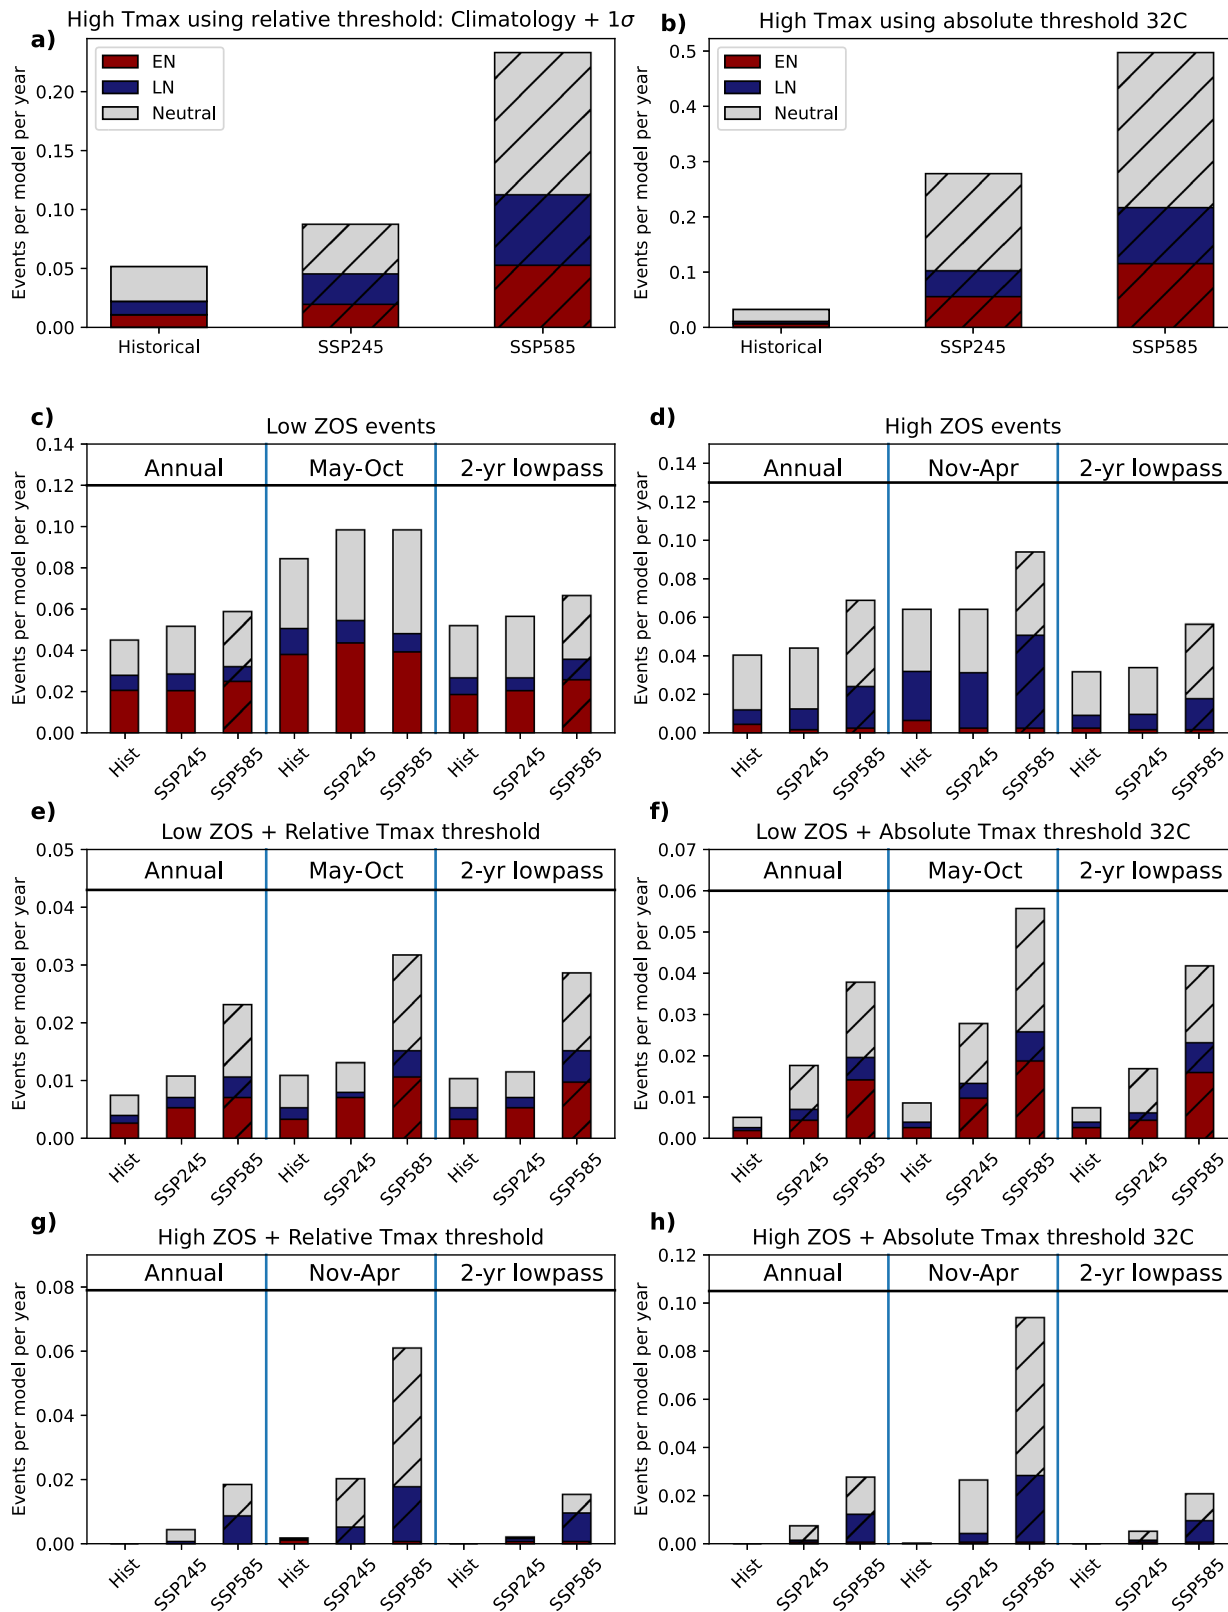 High Tmax using relative threshold: Climatology + 1σ
a)
Events per model per year
0.20
0.15
0.10
0.05
0.00
EN
LN
Neutral
Historical
SSP245
SSP585
High Tmax using absolute threshold 32C
b)
Events per model per year
0.5
0.4
0.3
0.2
0.1
0.0
EN
LN
Neutral
Historical
SSP245
SSP585
c)
Low ZOS events
Events per model per year
0.14
0.12
0.10
0.08
0.06
0.04
0.02
0.00
Annual
May-Oct
2-yr lowpass
Hist
SSP245
SSP585
Hist
SSP245
SSP585
Hist
SSP245
SSP585
d)
High ZOS events
Events per model per year
0.14
0.12
0.10
0.08
0.06
0.04
0.02
0.00
Annual
Nov-Apr
2-yr lowpass
Hist
SSP245
SSP585
Hist
SSP245
SSP585
Hist
SSP245
SSP585
e)
Low ZOS + Relative Tmax threshold
Events per model per year
0.05
0.04
0.03
0.02
0.01
0.00
Annual
May-Oct
2-yr lowpass
Hist
SSP245
SSP585
Hist
SSP245
SSP585
Hist
SSP245
SSP585
f)
Low ZOS + Absolute Tmax threshold 32C
Events per model per year
0.07
0.06
0.05
0.04
0.03
0.02
0.01
0.00
Annual
May-Oct
2-yr lowpass
Hist
SSP245
SSP585
Hist
SSP245
SSP585
Hist
SSP245
SSP585
g)
High ZOS + Relative Tmax threshold
Events per model per year
0.08
0.06
0.04
0.02
0.00
Annual
Nov-Apr
2-yr lowpass
Hist
SSP245
SSP585
Hist
SSP245
SSP585
Hist
SSP245
SSP585
h)
High ZOS + Absolute Tmax threshold 32C
Events per model per year
0.12
0.10
0.08
0.06
0.04
0.02
0.00
Annual
Nov-Apr
2-yr lowpass
Hist
SSP245
SSP585
Hist
SSP245
SSP585
Hist
SSP245
SSP585